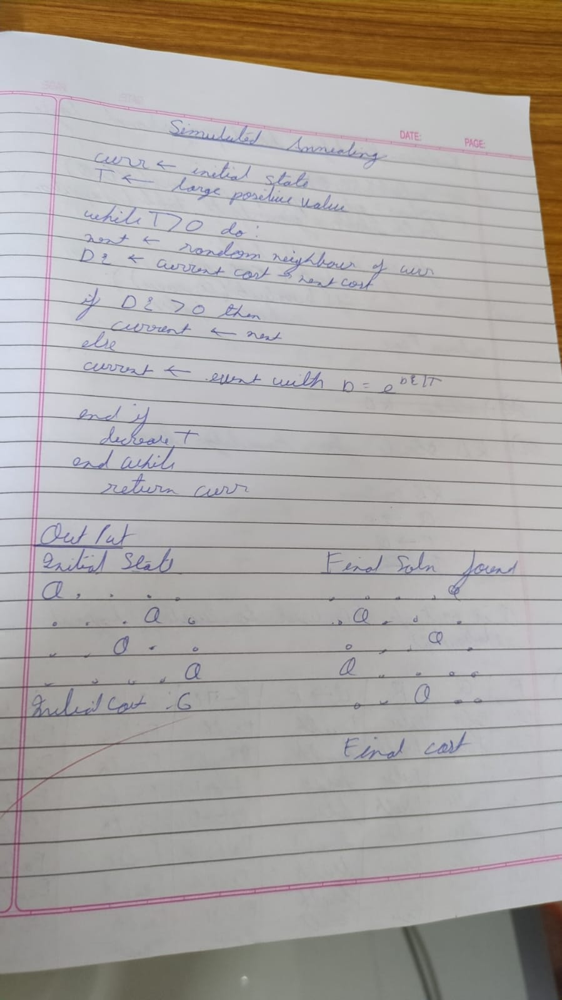 DATE:
PAGE:
Simulated Annealing
curr ← initial state
T ← large positive value
while T > 0 do:
next ← random neighbour of curr
DE ← current cost - next cost
if DE > 0 then
current ← next
else
current ← event with p = e^DE/T
end if
decrease T
end while
return curr
Out Put
Initial State    Final Soln found
Q . . . .    . . . . Q
. . . Q .    . Q . . .
. . Q . .    . . . Q .
. . . . Q    Q . . . .
Initial Cost :6    . . Q . .
Final cost